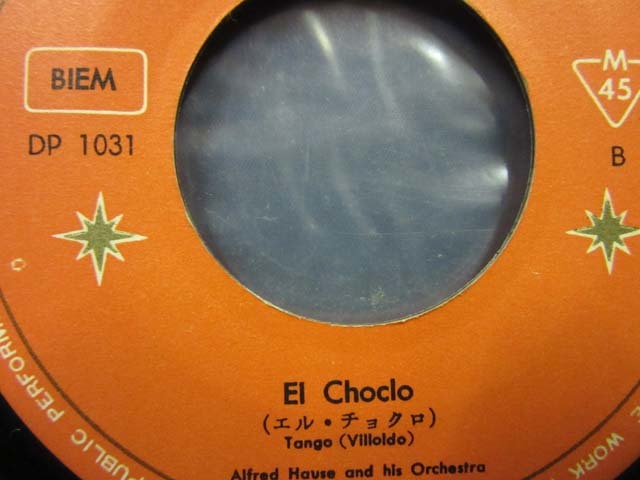 BIEM
DP 1031
M
45
B
El Choclo
(エル・チョクロ)
Tango (Villoldo)
Alfred Hause and his Orchestra
PUBLIC PERFORM
WORK